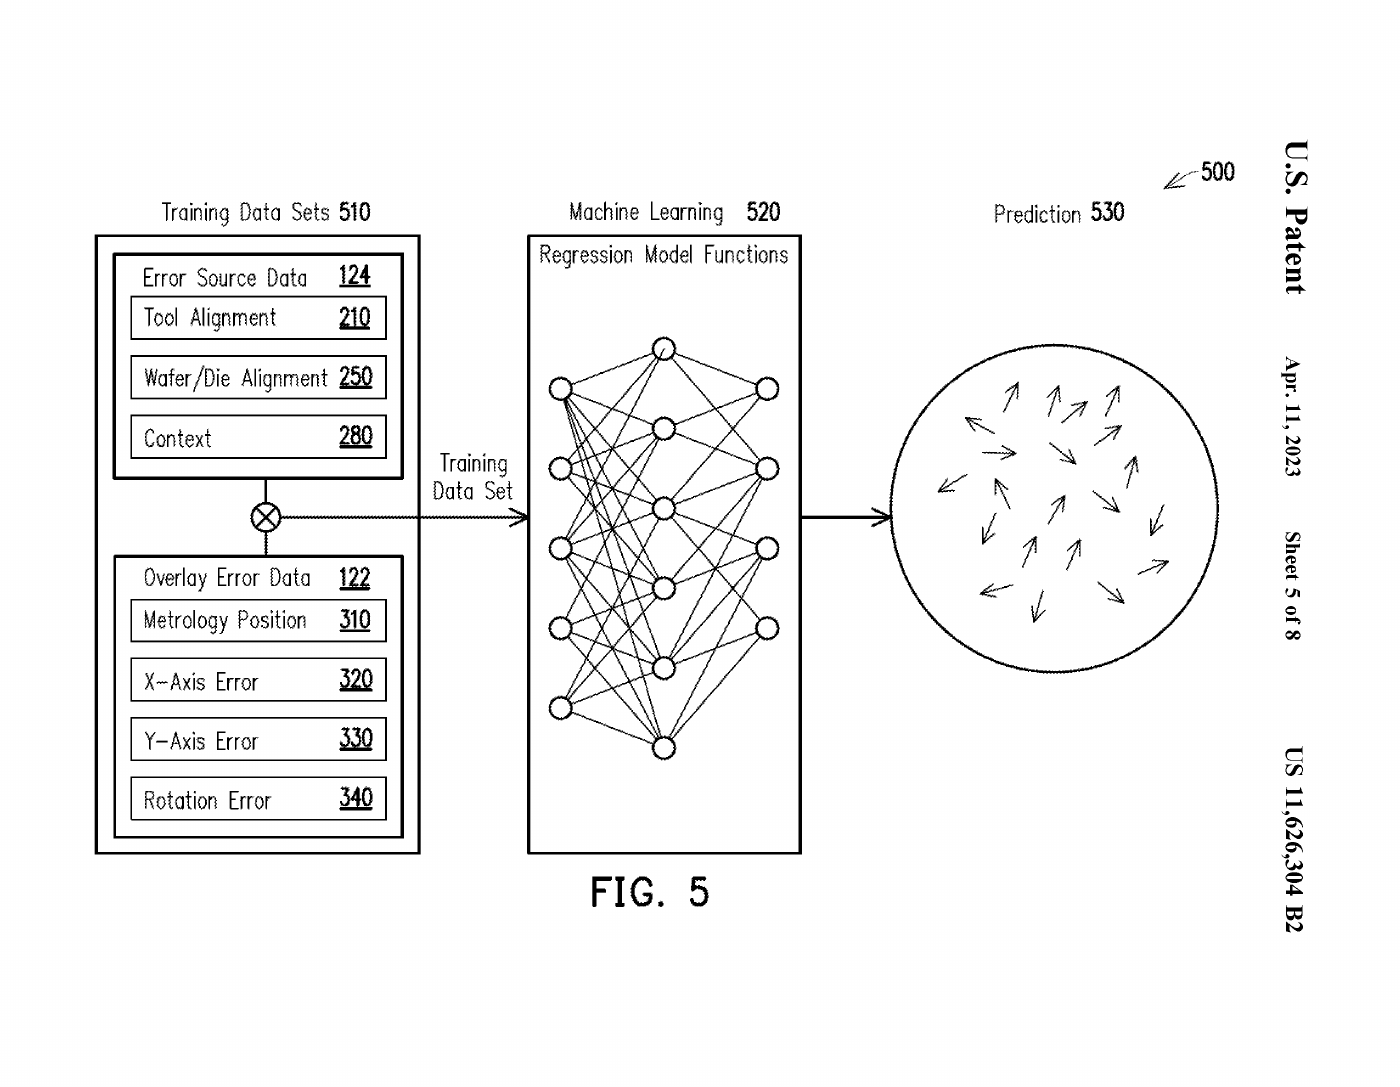 500
Training Data Sets 510
Error Source Data 124
Tool Alignment 210
Wafer/Die Alignment 250
Context 280
Overlay Error Data 122
Metrology Position 310
X-Axis Error 320
Y-Axis Error 330
Rotation Error 340
Training
Data Set
Machine Learning 520
Regression Model Functions
Prediction 530
FIG. 5
U.S. Patent Apr. 11, 2023 Sheet 5 of 8 US 11,626,304 B2